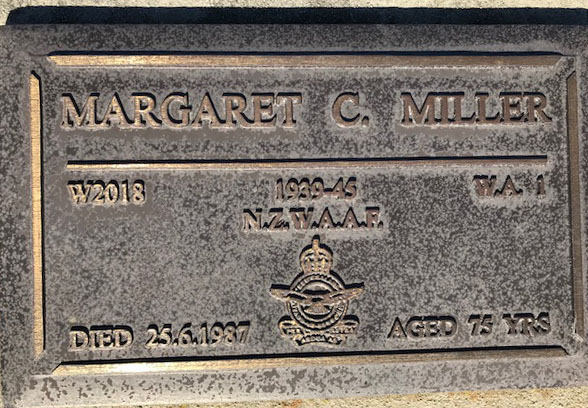 MARGARET C. MILLER
W2018 1939-45 W.A. 1
N.Z.W.A.A.F.
DIED 25.6.1987 AGED 75 YRS